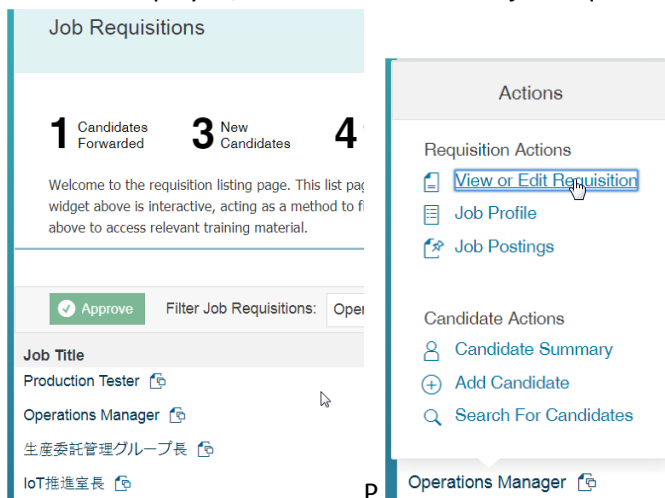 Job Requisitions
1 Candidates Forwarded
3 New Candidates
4
Welcome to the requisition listing page. This list pag
widget above is interactive, acting as a method to fi
above to access relevant training material.
Approve
Filter Job Requisitions:
Oper
Job Title
Production Tester
Operations Manager
生産委託管理グループ長
IoT推進室長
P
Actions
Requisition Actions
View or Edit Requisition
Job Profile
Job Postings
Candidate Actions
Candidate Summary
Add Candidate
Search For Candidates
Operations Manager